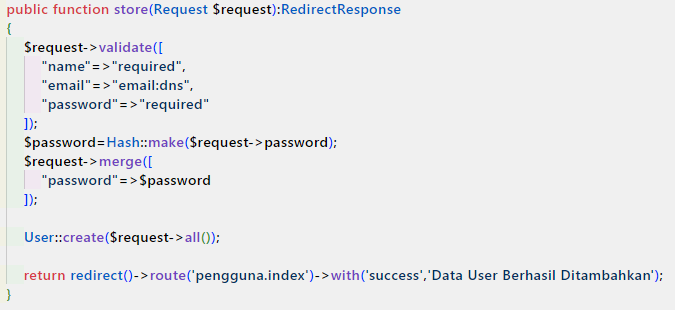 public function store(Request $request):RedirectResponse
{
$request->validate([
"name"=>"required",
"email"=>"email:dns",
"password"=>"required"
]);
$password=Hash::make($request->password);
$request->merge([
"password"=>$password
]);
User::create($request->all());
return redirect()->route('pengguna.index')->with('success','Data User Berhasil Ditambahkan');
}